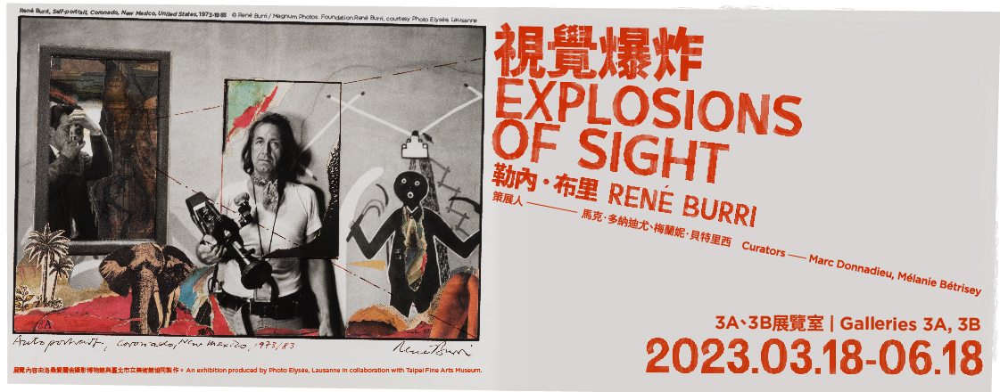 René Burri, Self-portrait, Coronado, New Mexico, United States, 1973-1983 © René Burri / Magnum Photos. Foundation René Burri, courtesy Photo Elysée, Lausanne
視覺爆炸
EXPLOSIONS
OF SIGHT
勒內·布里 RENÉ BURRI
策展人——馬克·多納迪尤、梅蘭妮·貝特里西 Curators — Marc Donnadieu, Mélanie Bétrisey
3A、3B展覽室 | Galleries 3A, 3B
2023.03.18-06.18
Autoportrait, Coronado, New Mexico, 1973/83
René Burri
展覽內容由洛桑愛麗舍攝影博物館與臺北市立美術館協同製作。 An exhibition produced by Photo Elysée, Lausanne in collaboration with Taipei Fine Arts Museum.